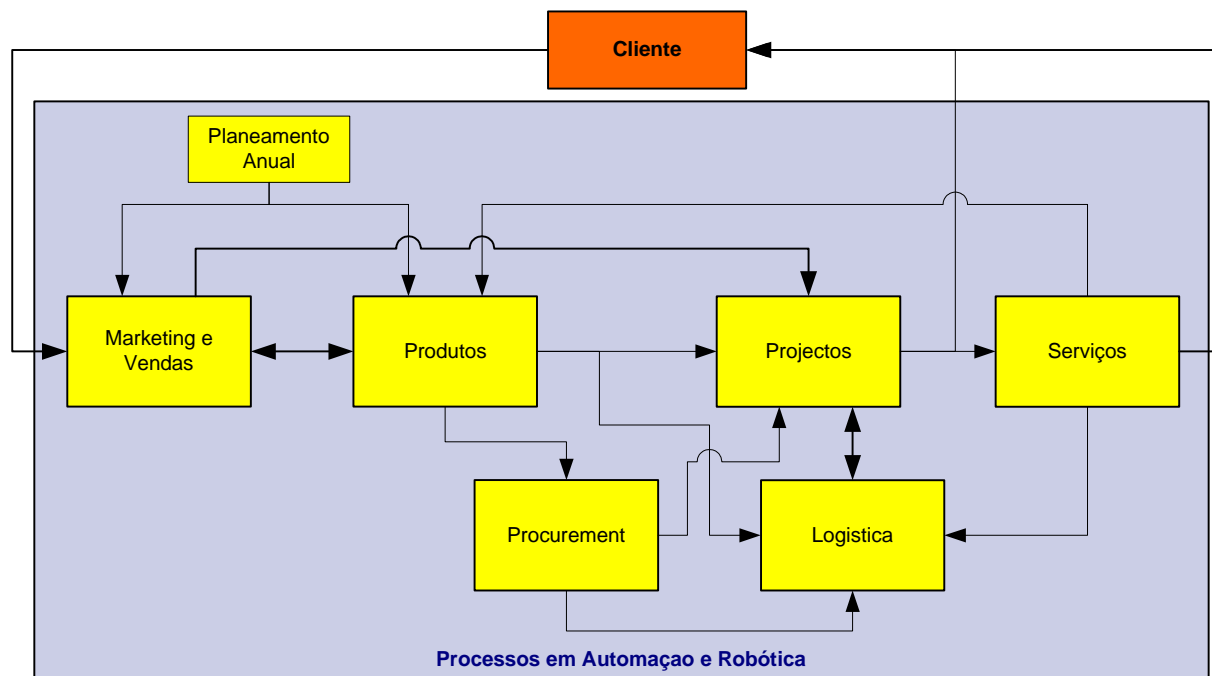 Cliente
Planeamento
Anual
Marketing e
Vendas
Produtos
Projectos
Serviços
Procurement
Logistica
Processos em Automaçao e Robótica